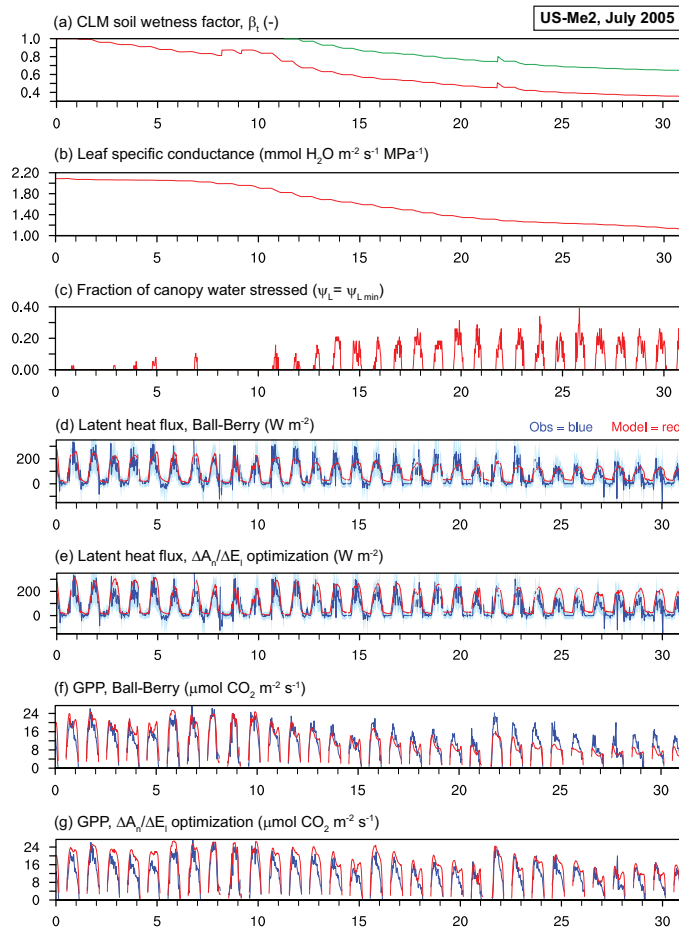 (a) CLM soil wetness factor, βt (-)
US-Me2, July 2005
1.0
0.8
0.6
0.4
0 5 10 15 20 25 30
(b) Leaf specific conductance (mmol H2O m-2 s-1 MPa-1)
2.20
1.80
1.40
1.00
0 5 10 15 20 25 30
(c) Fraction of canopy water stressed (ψL= ψL min)
0.40
0.20
0.00
0 5 10 15 20 25 30
(d) Latent heat flux, Ball-Berry (W m-2)
Obs = blue Model = red
200
0
0 5 10 15 20 25 30
(e) Latent heat flux, ΔAn/ΔEl optimization (W m-2)
200
0
0 5 10 15 20 25 30
(f) GPP, Ball-Berry (μmol CO2 m-2 s-1)
24
16
8
0
0 5 10 15 20 25 30
(g) GPP, ΔAn/ΔEl optimization (μmol CO2 m-2 s-1)
24
16
8
0
0 5 10 15 20 25 30